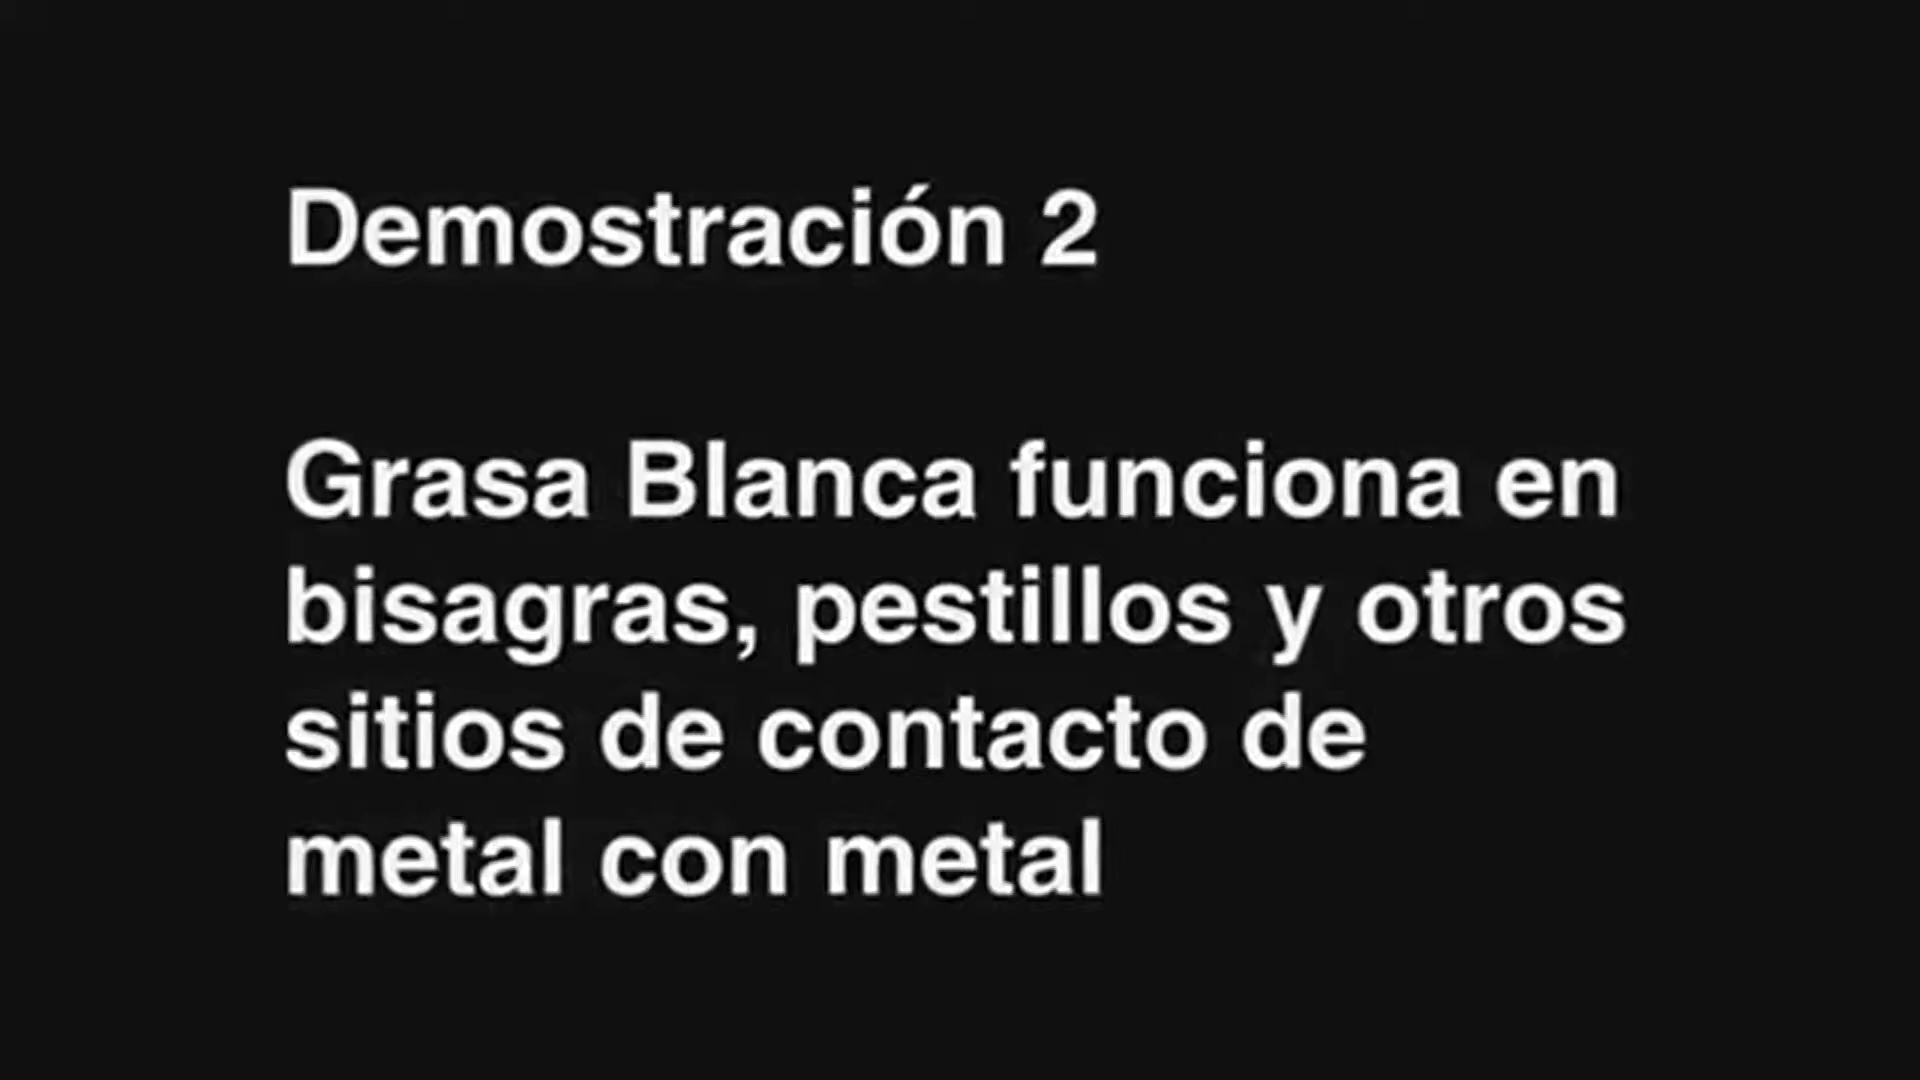 Demostración 2
Grasa Blanca funciona en
bisagras, pestillos y otros
sitios de contacto de
metal con metal